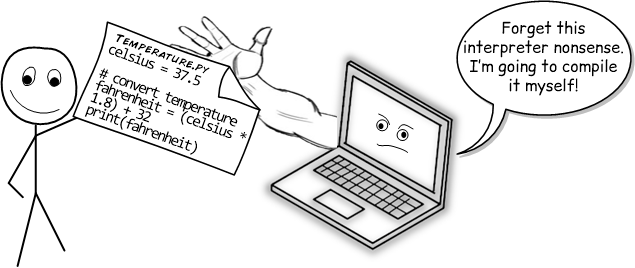 TEMPERATURE.PY
celsius = 37.5
# convert temperature
fahrenheit = (celsius *
1.8) + 32
print(fahrenheit)
Forget this
interpreter nonsense.
I'm going to compile
it myself!